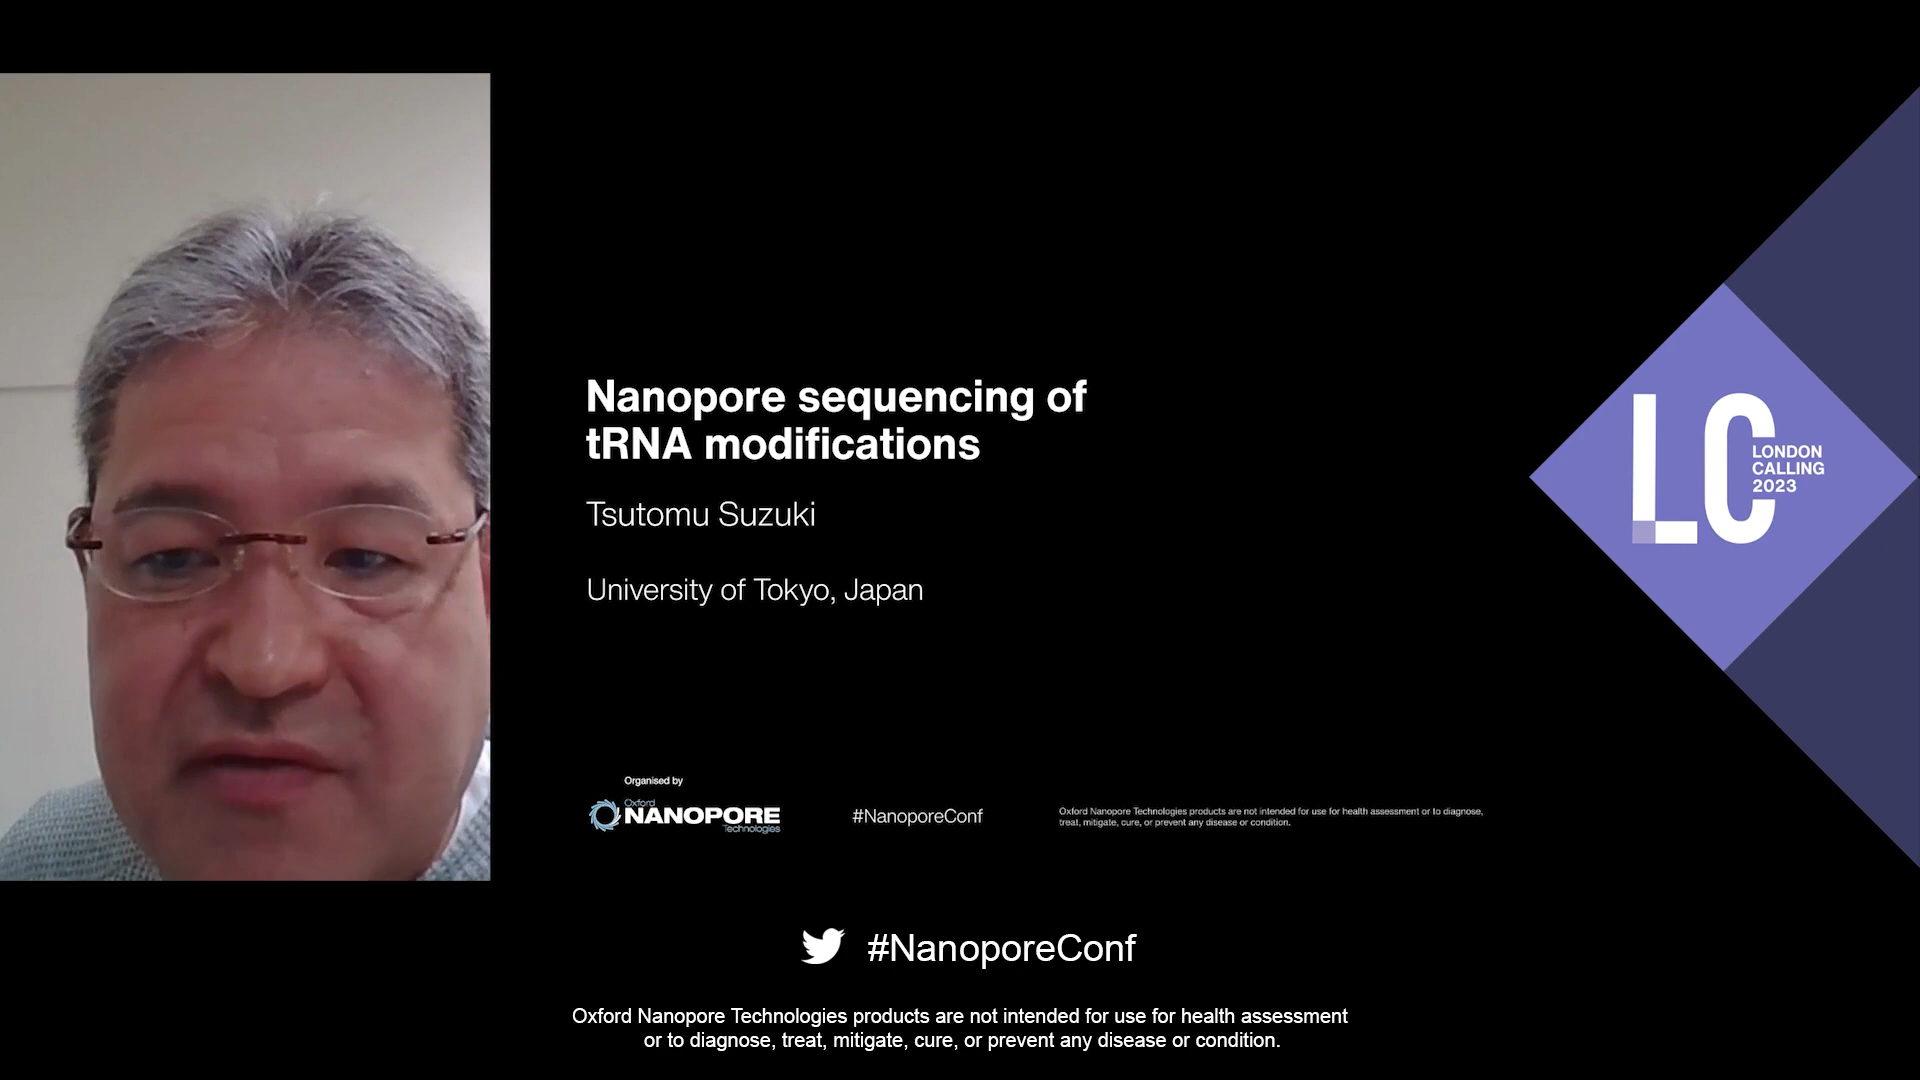 Nanopore sequencing of
tRNA modifications
Tsutomu Suzuki
University of Tokyo, Japan
LC
LONDON
CALLING
2023
Organised by
Oxford
NANOPORE
Technologies
#NanoporeConf
Oxford Nanopore Technologies products are not intended for use for health assessment or to diagnose,
treat, mitigate, cure, or prevent any disease or condition.
#NanoporeConf
Oxford Nanopore Technologies products are not intended for use for health assessment
or to diagnose, treat, mitigate, cure, or prevent any disease or condition.